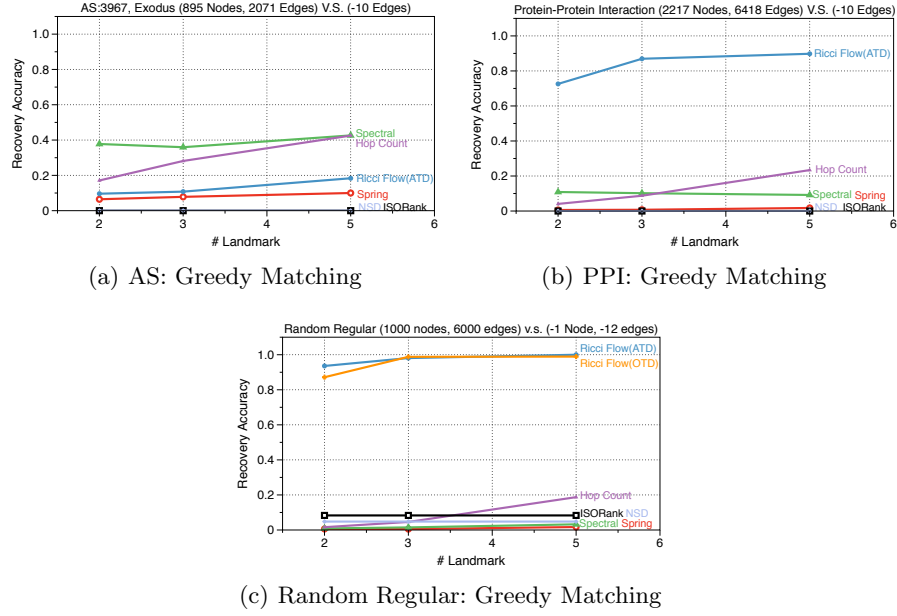 AS:3967, Exodus (895 Nodes, 2071 Edges) V.S. (-10 Edges)
Recovery Accuracy
1.0
0.8
0.6
0.4
0.2
0
Spectral
Hop Count
Ricci Flow(ATD)
Spring
NSD ISORank
2 3 4 5 6
# Landmark
(a) AS: Greedy Matching
Protein-Protein Interaction (2217 Nodes, 6418 Edges) V.S. (-10 Edges)
Recovery Accuracy
1.0
0.8
0.6
0.4
0.2
0
Ricci Flow(ATD)
Hop Count
Spectral Spring
NSD ISORank
2 3 4 5 6
# Landmark
(b) PPI: Greedy Matching
Random Regular (1000 nodes, 6000 edges) v.s. (-1 Node, -12 edges)
Recovery Accuracy
1.0
0.8
0.6
0.4
0.2
0
Ricci Flow(ATD)
Ricci Flow(OTD)
Hop Count
ISORank NSD
Spectral Spring
2 3 4 5 6
# Landmark
(c) Random Regular: Greedy Matching